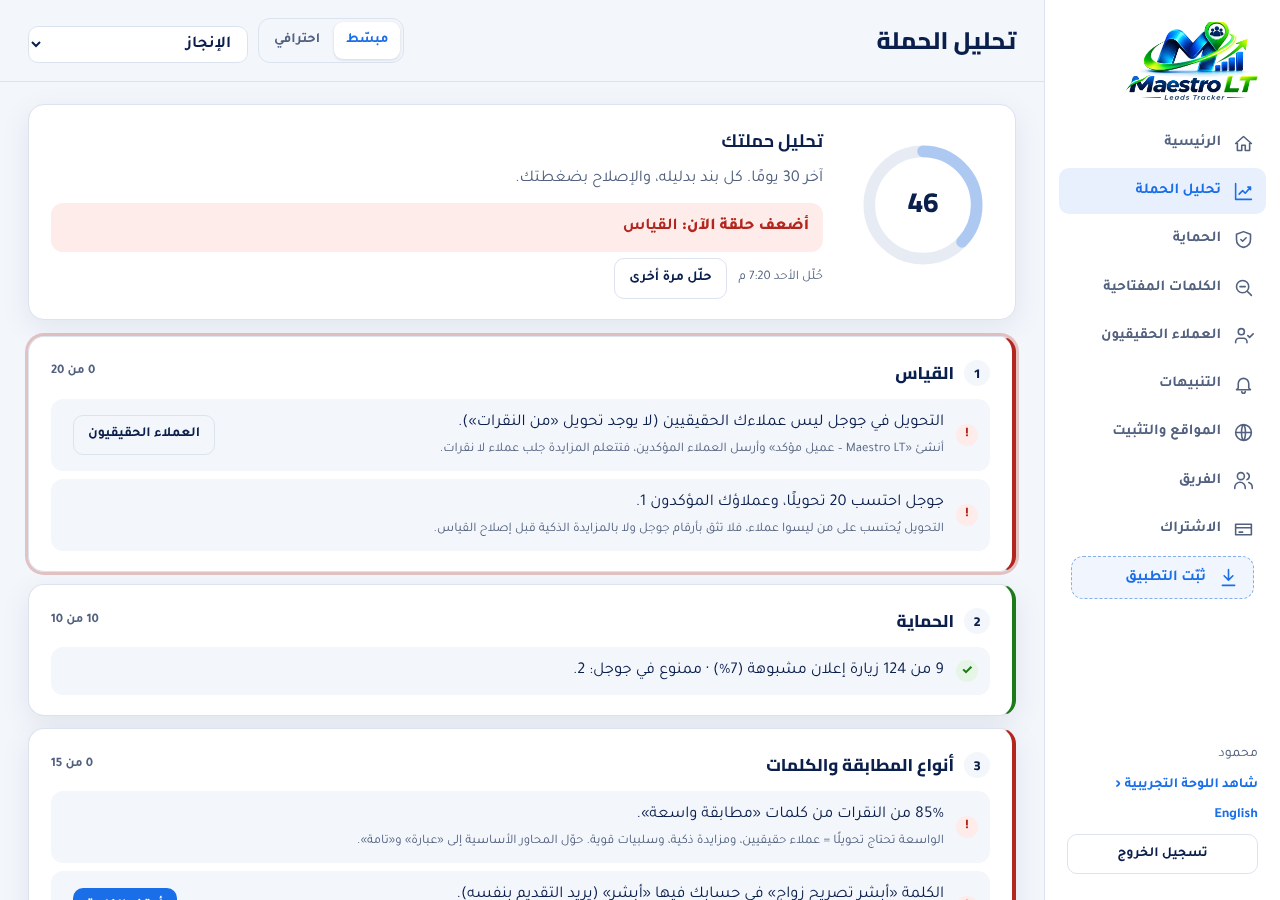 Maestro LT
Leads Tracker
الرئيسية
تحليل الحملة
الحماية
الكلمات المفتاحية
العملاء الحقيقيون
التنبيهات
المواقع والتثبيت
الفريق
الاشتراك
ثبّت التطبيق
محمود
شاهد اللوحة التجريبية ‹
English
تسجيل الخروج
تحليل الحملة
مبسّط
احترافي
الإنجاز
46
تحليل حملتك
آخر 30 يومًا. كل بند بدليله، والإصلاح بضغطتك.
أضعف حلقة الآن: القياس
حُلّل الأحد 7:20 م
حلّل مرة أخرى
1
القياس
0 من 20
التحويل في جوجل ليس عملاءك الحقيقيين (لا يوجد تحويل «من النقرات»).
أنشئ «Maestro LT - عميل مؤكد» وأرسل العملاء المؤكدين، فتتعلم المزايدة جلب عملاء لا نقرات.
العملاء الحقيقيون
جوجل احتسب 20 تحويلًا، وعملاؤك المؤكدون 1.
التحويل يُحتسب على من ليسوا عملاء، فلا تثق بأرقام جوجل ولا بالمزايدة الذكية قبل إصلاح القياس.
2
الحماية
10 من 10
9 من 124 زيارة إعلان مشبوهة (7%) · ممنوع في جوجل: 2.
3
أنواع المطابقة والكلمات
0 من 15
85% من النقرات من كلمات «مطابقة واسعة».
الواسعة تحتاج تحويلًا = عملاء حقيقيين، ومزايدة ذكية، وسلبيات قوية. حوّل المحاور الأساسية إلى «عبارة» و«تامة».
الكلمة «أبشر تصريح زواج» في حسابك فيها «أبشر» (يريد التقديم بنفسه).